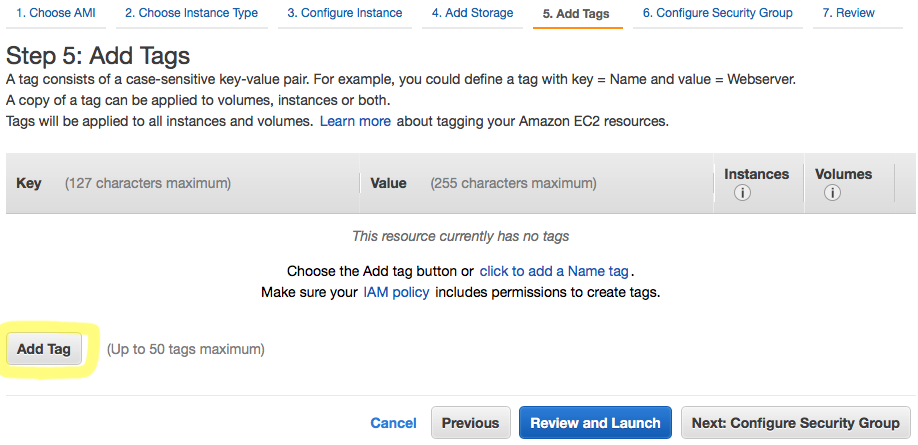 1. Choose AMI 2. Choose Instance Type 3. Configure Instance 4. Add Storage 5. Add Tags 6. Configure Security Group 7. Review
Step 5: Add Tags
A tag consists of a case-sensitive key-value pair. For example, you could define a tag with key = Name and value = Webserver.
A copy of a tag can be applied to volumes, instances or both.
Tags will be applied to all instances and volumes. Learn more about tagging your Amazon EC2 resources.
Key (127 characters maximum) Value (255 characters maximum) Instances i Volumes i
This resource currently has no tags
Choose the Add tag button or click to add a Name tag.
Make sure your IAM policy includes permissions to create tags.
Add Tag (Up to 50 tags maximum)
Cancel Previous Review and Launch Next: Configure Security Group